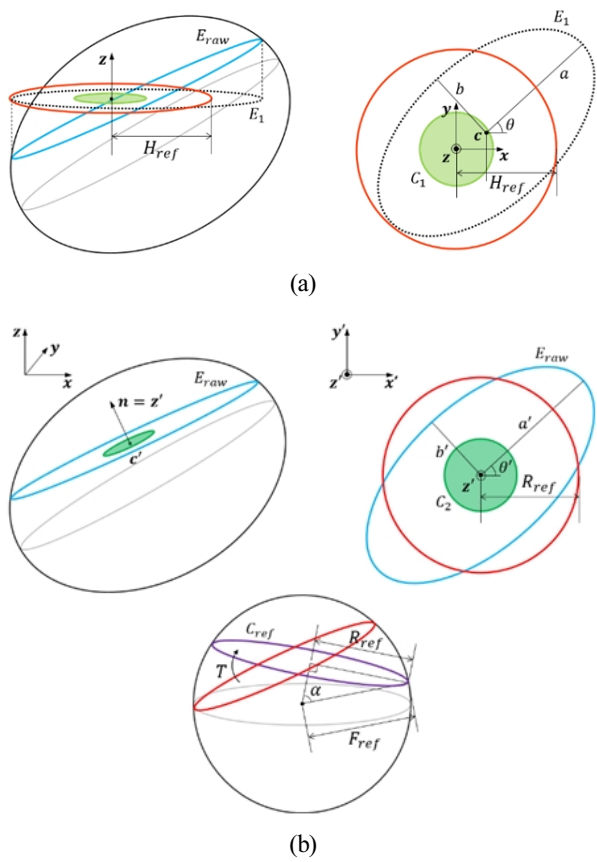 E_raw
z
E_1
H_ref
E_1
b
a
y
c
θ
z
x
C_1
H_ref
(a)
z
y
x
E_raw
n = z'
c'
y'
z'
x'
E_raw
a'
b'
θ'
z'
C_2
R_ref
C_ref
R_ref
T
α
F_ref
(b)